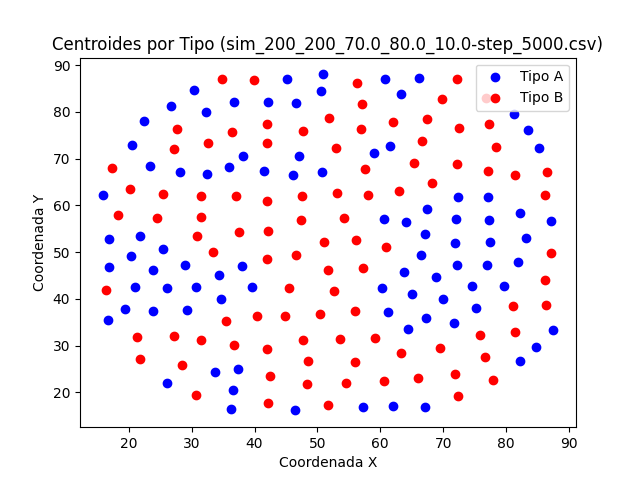 Centroides por Tipo (sim_200_200_70.0_80.0_10.0-step_5000.csv)
Tipo A
Tipo B
90
80
70
60
50
40
30
20
Coordenada Y
20 30 40 50 60 70 80 90
Coordenada X